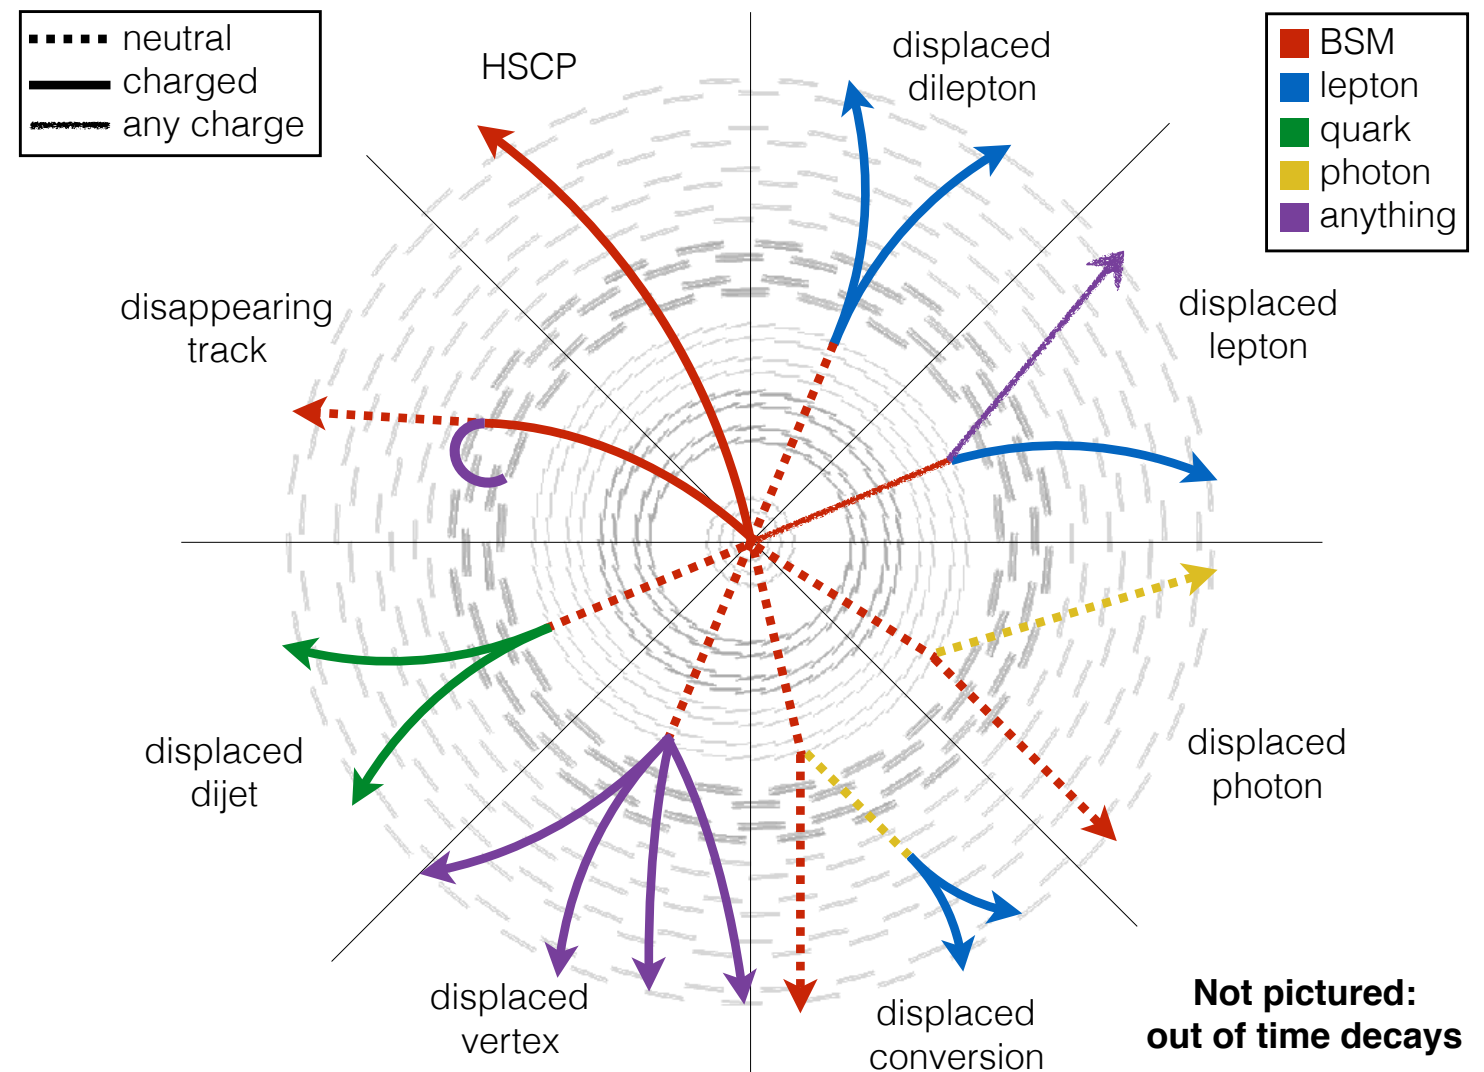 neutral
charged
any charge
HSCP
displaced
dilepton
BSM
lepton
quark
photon
anything
disappearing
track
displaced
lepton
displaced
dijet
displaced
photon
displaced
vertex
displaced
conversion
Not pictured:
out of time decays